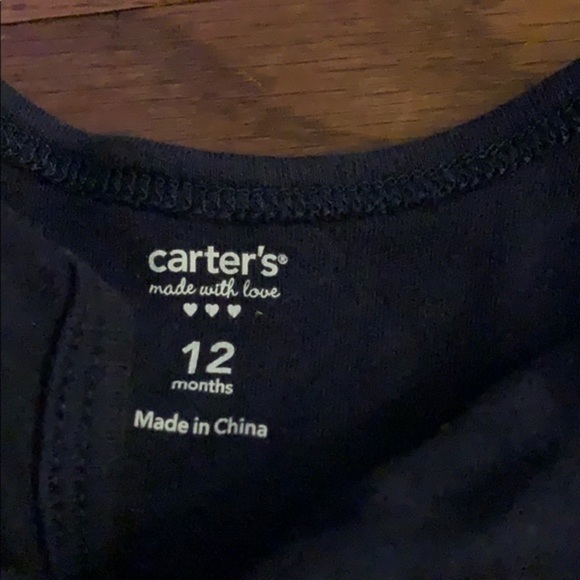 carter's®
made with love
♥ ♥ ♥
12
months
Made in China